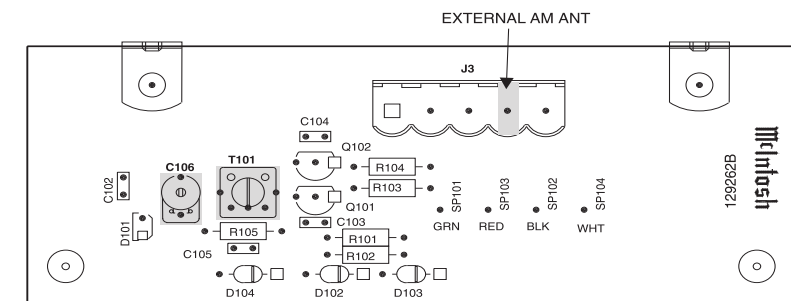 EXTERNAL AM ANT
J3
C104
Q102
C106
T101
R104
C102
R103
SP101
SP103
SP102
SP104
129262B
McIntosh
Q101
D101
C103
GRN
RED
BLK
WHT
R105
R101
C105
R102
D104
D102
D103